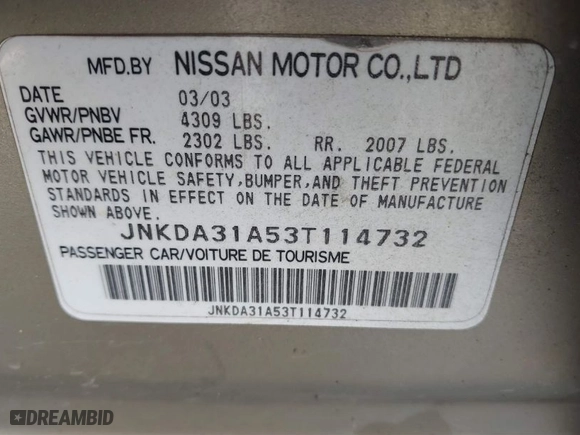 MFD.BY NISSAN MOTOR CO.,LTD
DATE 03/03
GVWR/PNBV 4309 LBS.
GAWR/PNBE FR. 2302 LBS. RR. 2007 LBS.
THIS VEHICLE CONFORMS TO ALL APPLICABLE FEDERAL
MOTOR VEHICLE SAFETY,BUMPER,AND THEFT PREVENTION
STANDARDS IN EFFECT ON THE DATE OF MANUFACTURE
SHOWN ABOVE.
JNKDA31A53T114732
PASSENGER CAR/VOITURE DE TOURISME
JNKDA31A53T114732
DREAMBID